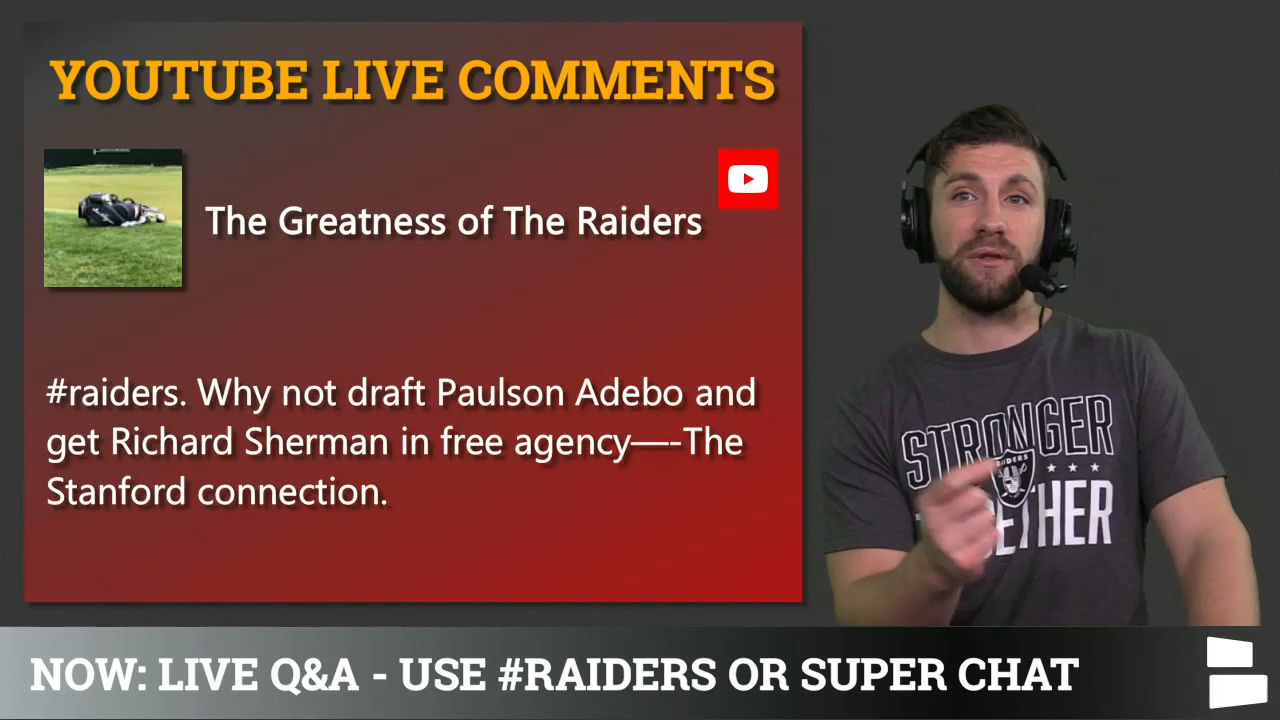 YOUTUBE LIVE COMMENTS
The Greatness of The Raiders
#raiders. Why not draft Paulson Adebo and
get Richard Sherman in free agency—-The
Stanford connection.
STRONGER
RAIDERS
NOW: LIVE Q&A - USE #RAIDERS OR SUPER CHAT